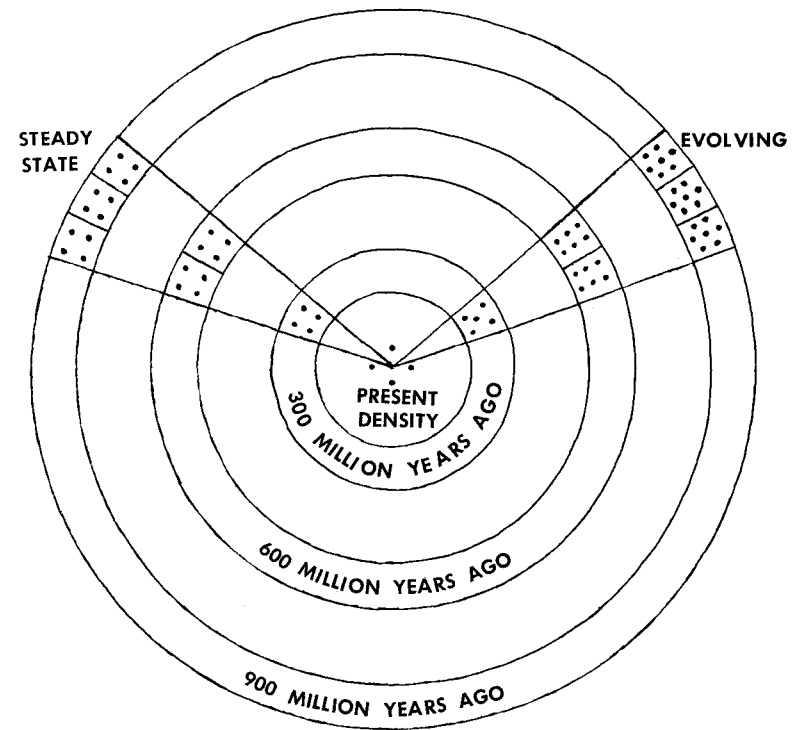 STEADY
STATE
EVOLVING
PRESENT
DENSITY
300 MILLION YEARS AGO
600 MILLION YEARS AGO
900 MILLION YEARS AGO